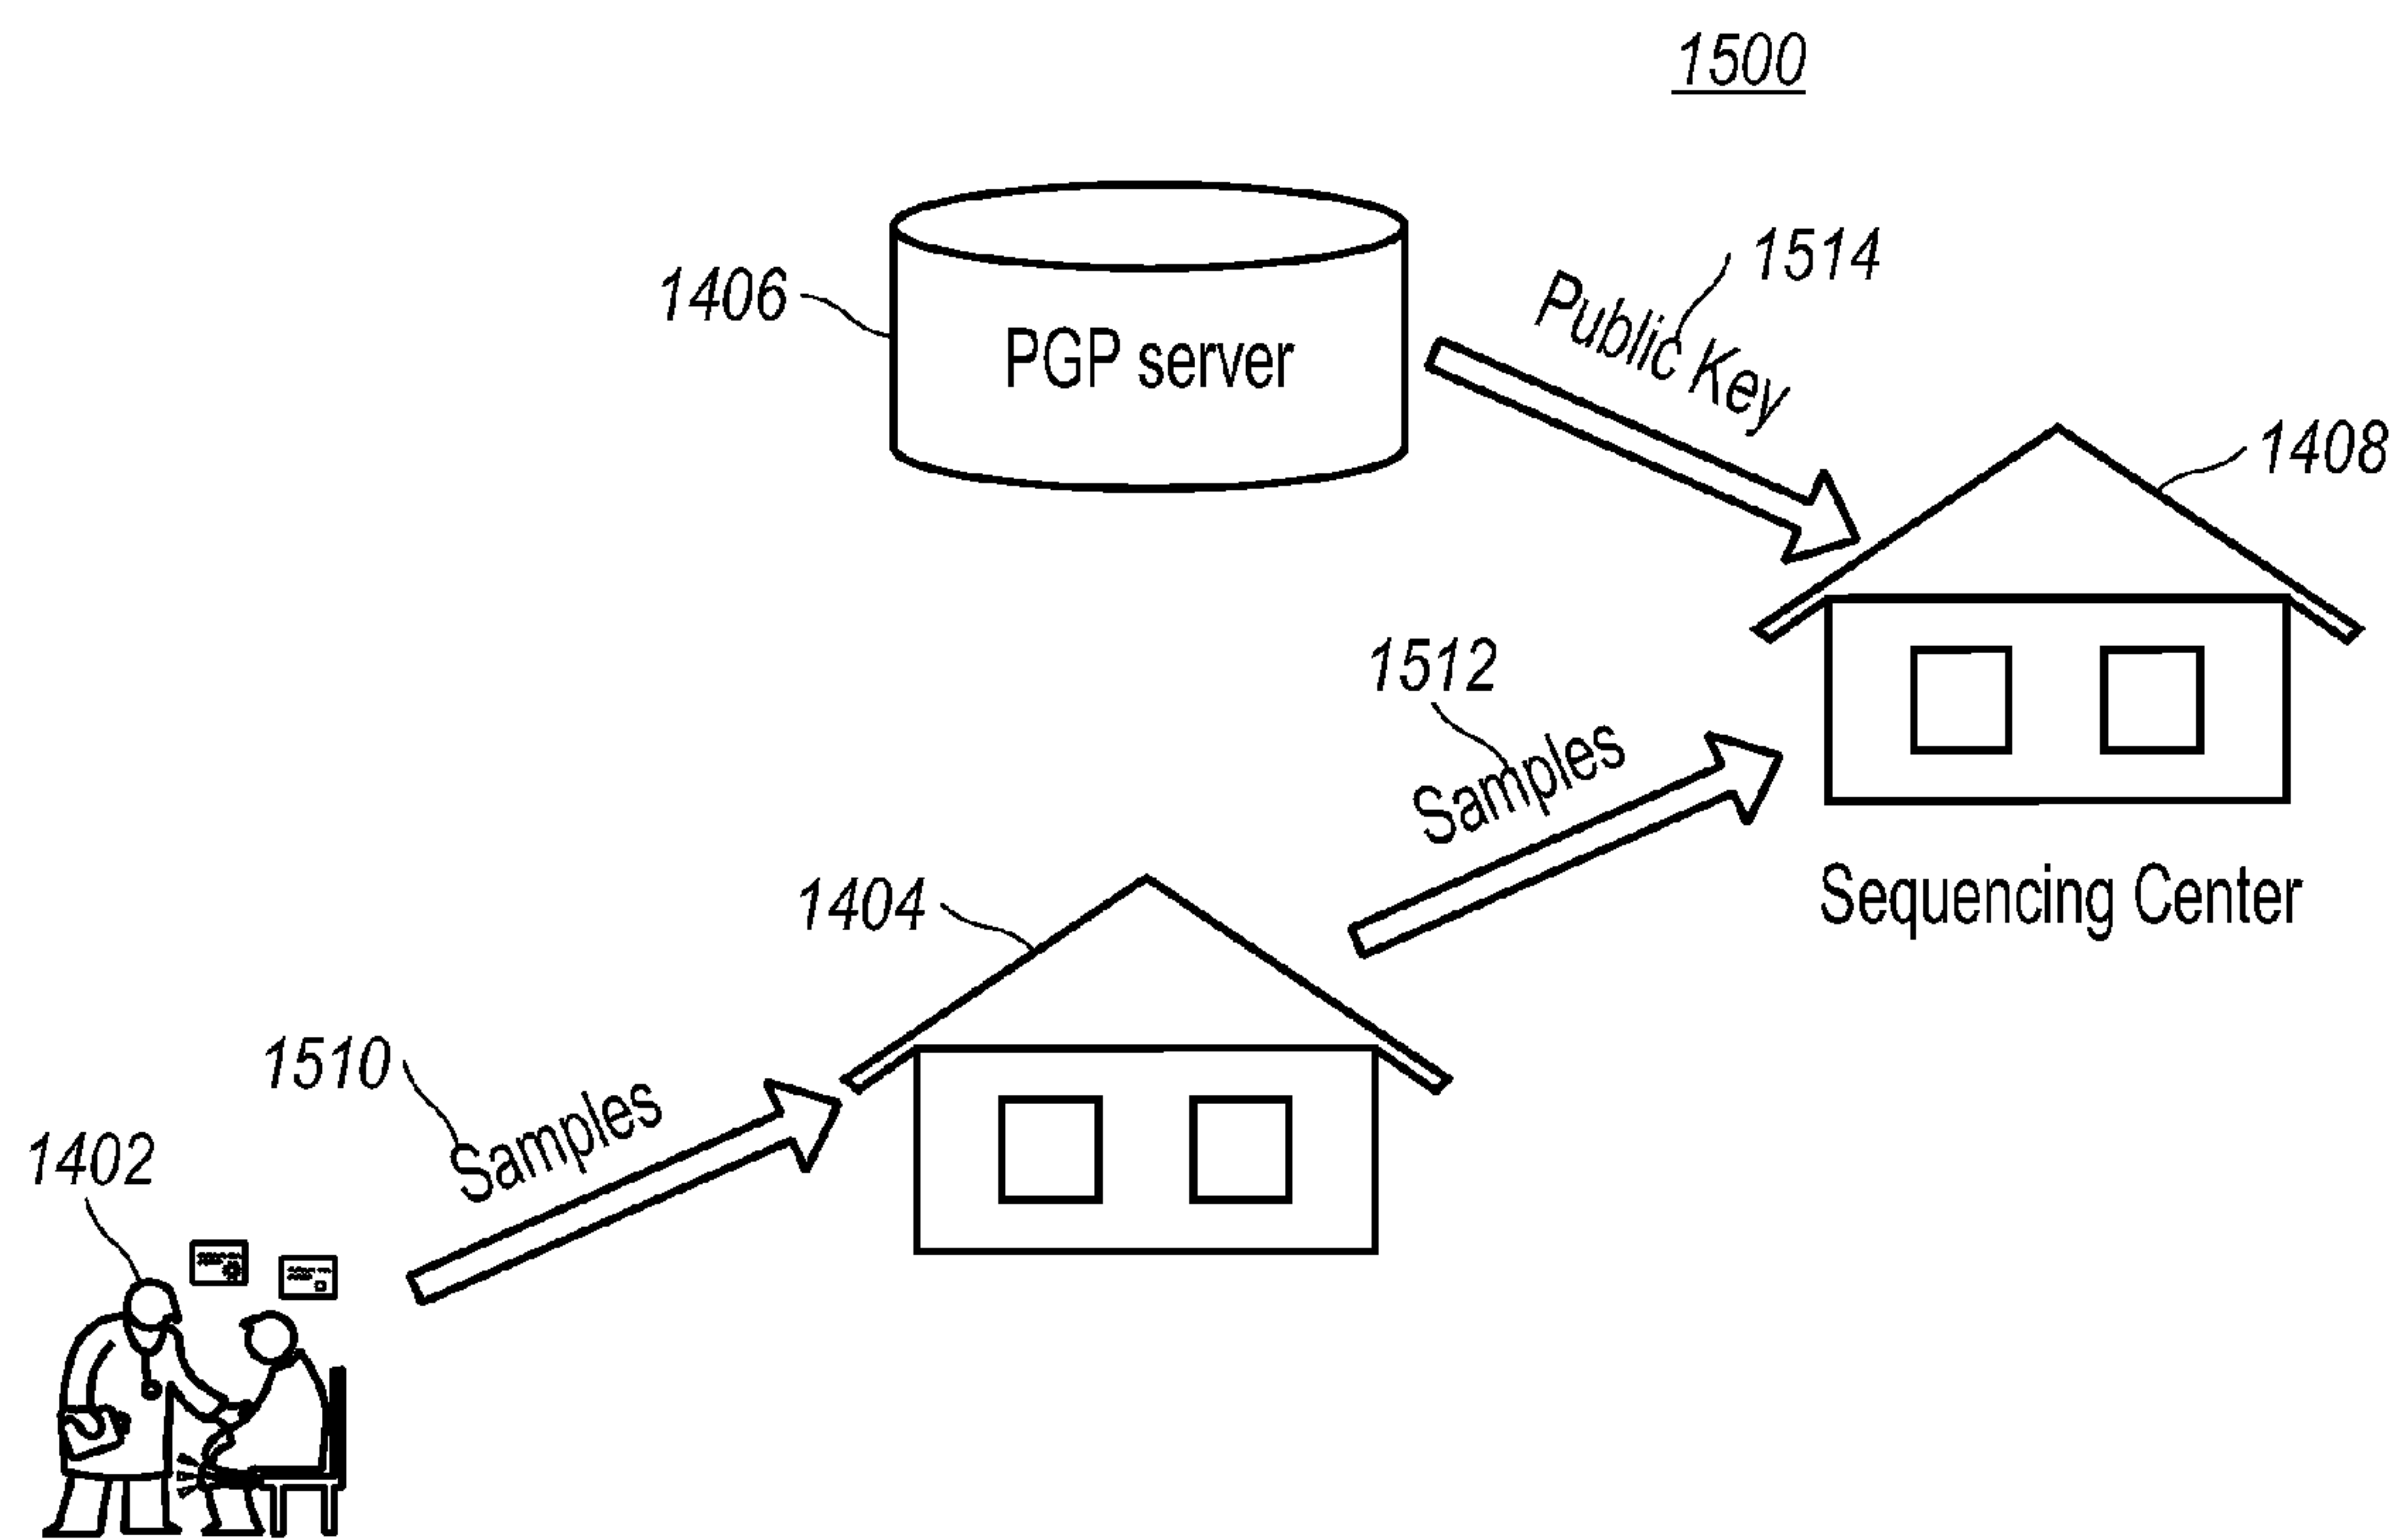 1500
1514
1406
PGP server
Public Key
1408
1512
Samples
1404
Sequencing Center
1510
Samples
1402